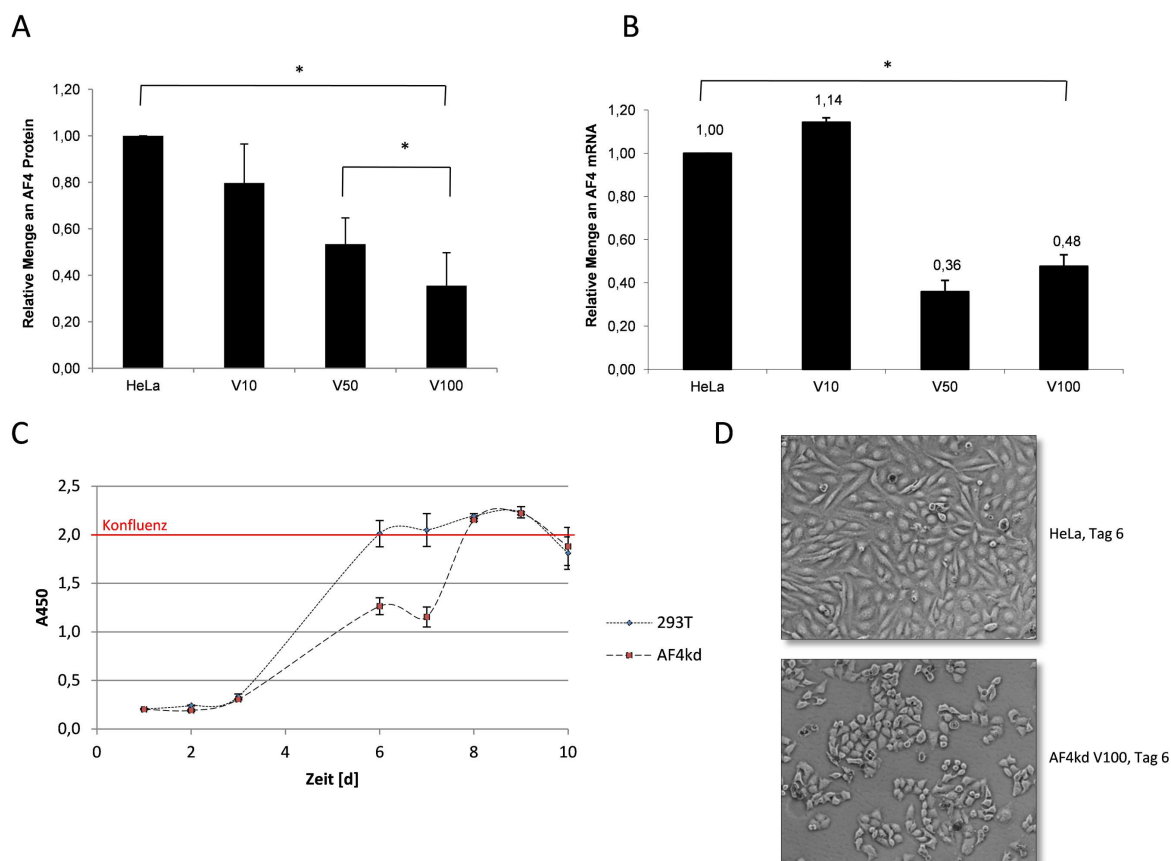 A
*
*
Relative Menge an AF4 Protein
1,20
1,00
0,80
0,60
0,40
0,20
0,00
HeLa V10 V50 V100
B
*
Relative Menge an AF4 mRNA
1,20
1,00
0,80
0,60
0,40
0,20
0,00
1,00
1,14
0,36
0,48
HeLa V10 V50 V100
C
A450
2,5
2,0
1,5
1,0
0,5
0,0
Konfluenz
0 2 4 6 8 10
Zeit [d]
293T
AF4kd
D
HeLa, Tag 6
AF4kd V100, Tag 6